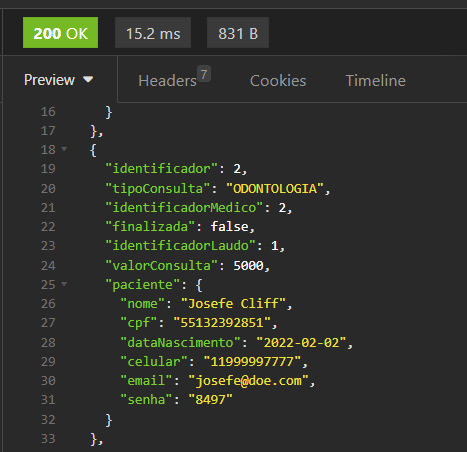 200 OK 15.2 ms 831 B
Preview Headers 7 Cookies Timeline
16 }
17 },
18 {
19 "identificador": 2,
20 "tipoConsulta": "ODONTOLOGIA",
21 "identificadorMedico": 2,
22 "finalizada": false,
23 "identificadorLaudo": 1,
24 "valorConsulta": 5000,
25 "paciente": {
26 "nome": "Josefe Cliff",
27 "cpf": "55132392851",
28 "dataNascimento": "2022-02-02",
29 "celular": "11999997777",
30 "email": "josefe@doe.com",
31 "senha": "8497"
32 }
33 },